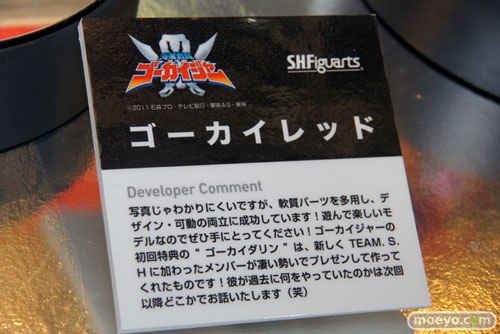 海賊戦隊
ゴーカイジャー
S.H.Figuarts
©2011 石森プロ・テレビ朝日・東映AG・東映
ゴーカイレッド
Developer Comment
写真じゃわかりにくいですが、軟質パーツを多用し、デ
ザイン・可動の両立に成功しています！遊んで楽しいモ
デルなのでぜひ手にとってください！ゴーカイジャーの
初回特典の＂ゴーカイダリン＂は、新しく TEAM. S.
H に加わったメンバーが凄い勢いでプレゼンして作って
くれたものです！彼が過去に何をやっていたのかは次回
以降どこかでお話いたします（笑）
moeyo.com